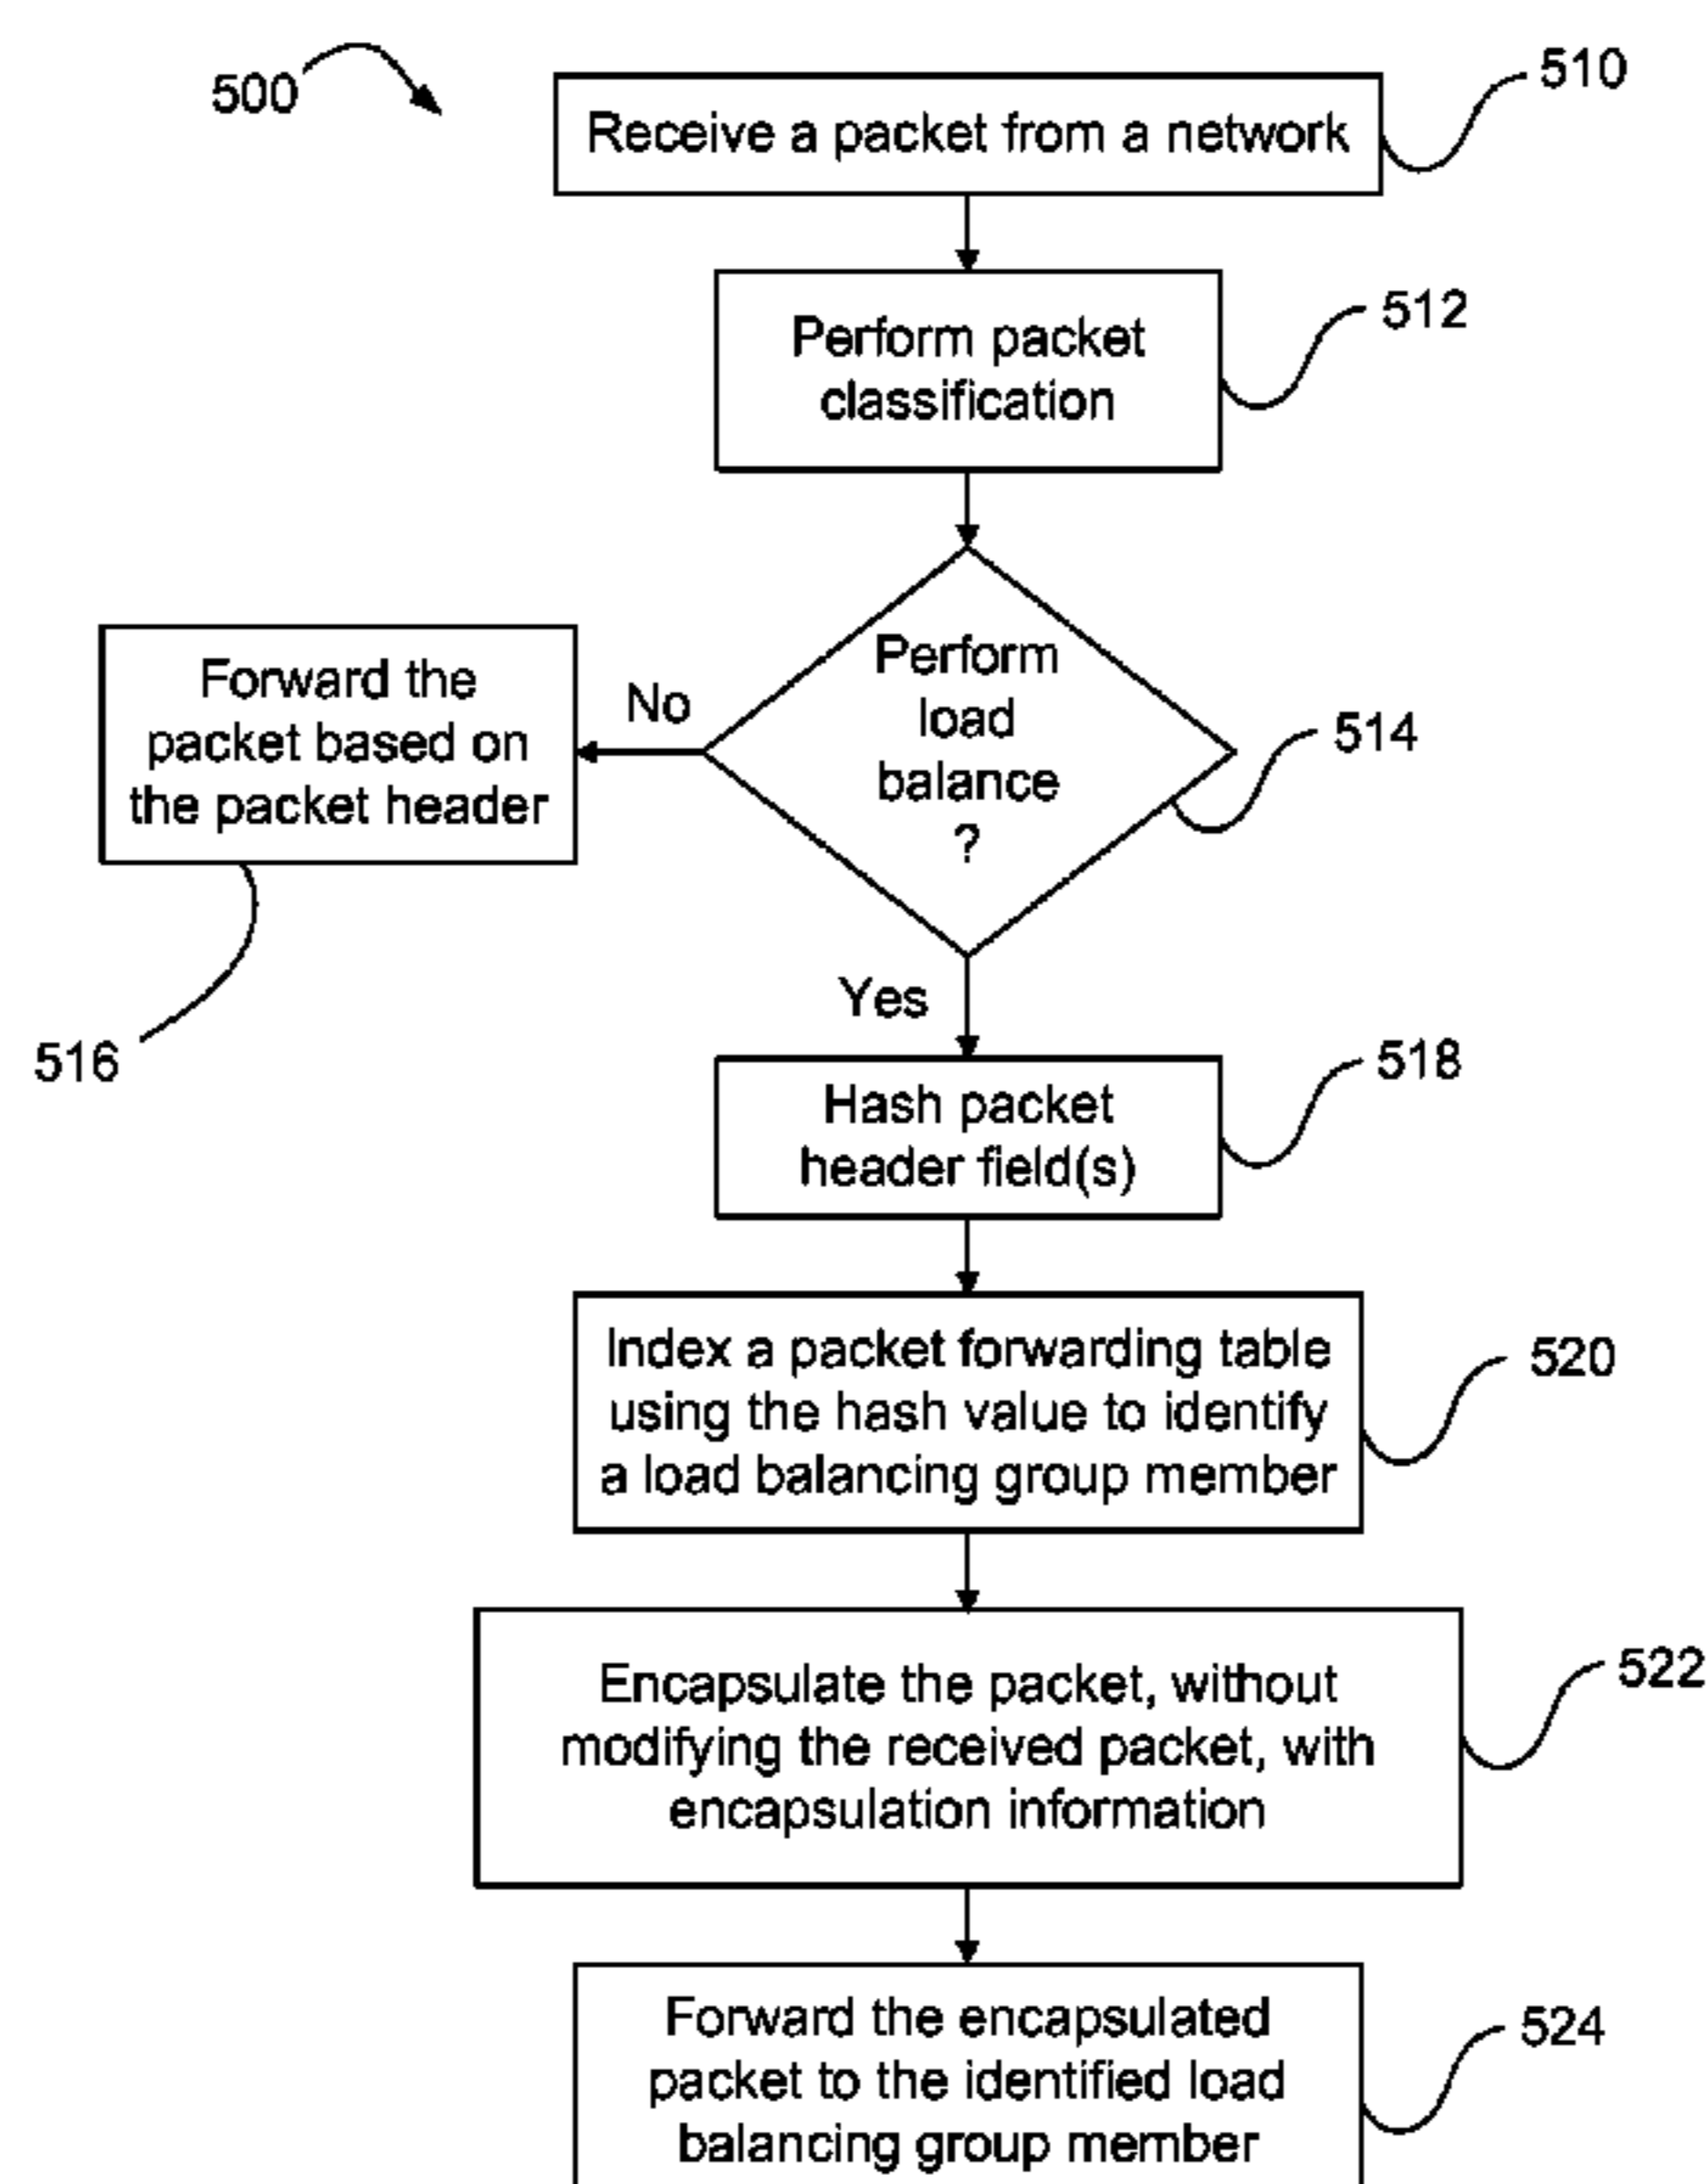 500
510
Receive a packet from a network
512
Perform packet
classification
Perform
load
balance
?
514
No
Forward the
packet based on
the packet header
516
Yes
518
Hash packet
header field(s)
520
Index a packet forwarding table
using the hash value to identify
a load balancing group member
522
Encapsulate the packet, without
modifying the received packet, with
encapsulation information
524
Forward the encapsulated
packet to the identified load
balancing group member